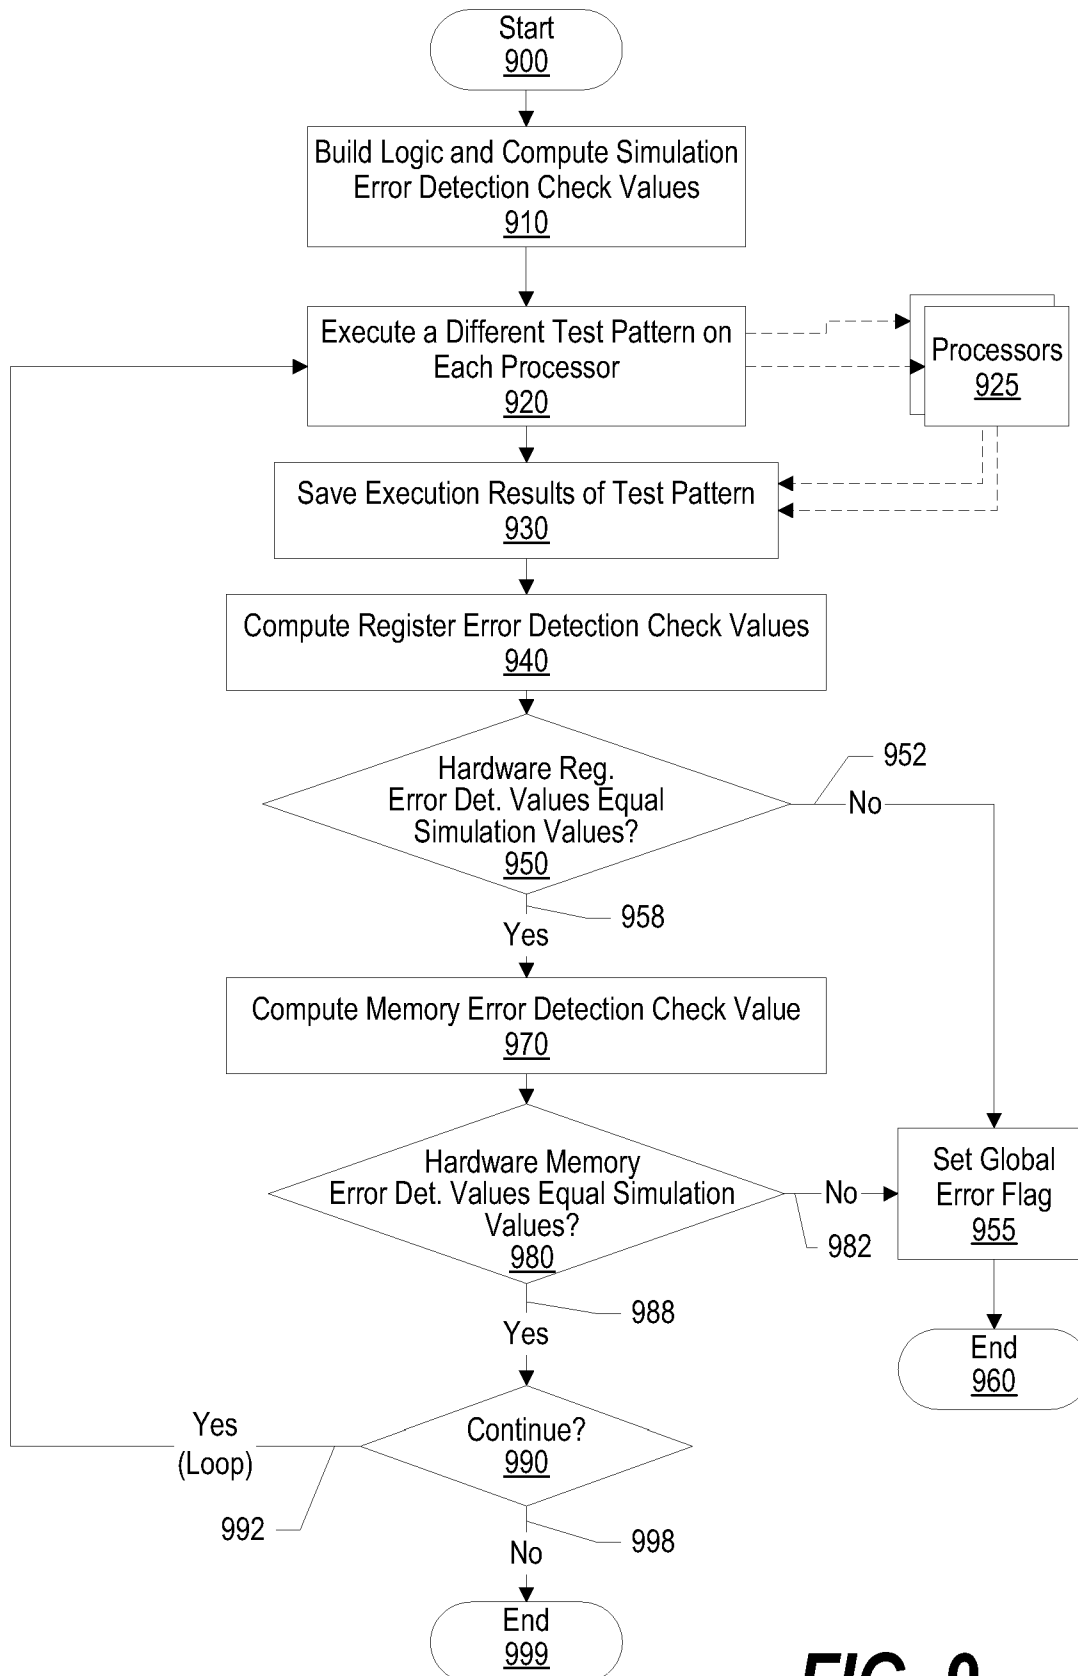 Start
900
Build Logic and Compute Simulation
Error Detection Check Values
910
Execute a Different Test Pattern on
Each Processor
920
Processors
925
Save Execution Results of Test Pattern
930
Compute Register Error Detection Check Values
940
Hardware Reg.
Error Det. Values Equal
Simulation Values?
950
952
No
958
Yes
Compute Memory Error Detection Check Value
970
Hardware Memory
Error Det. Values Equal Simulation
Values?
980
No
982
Set Global
Error Flag
955
988
Yes
End
960
Continue?
990
Yes
(Loop)
992
998
No
End
999
FIG. 9